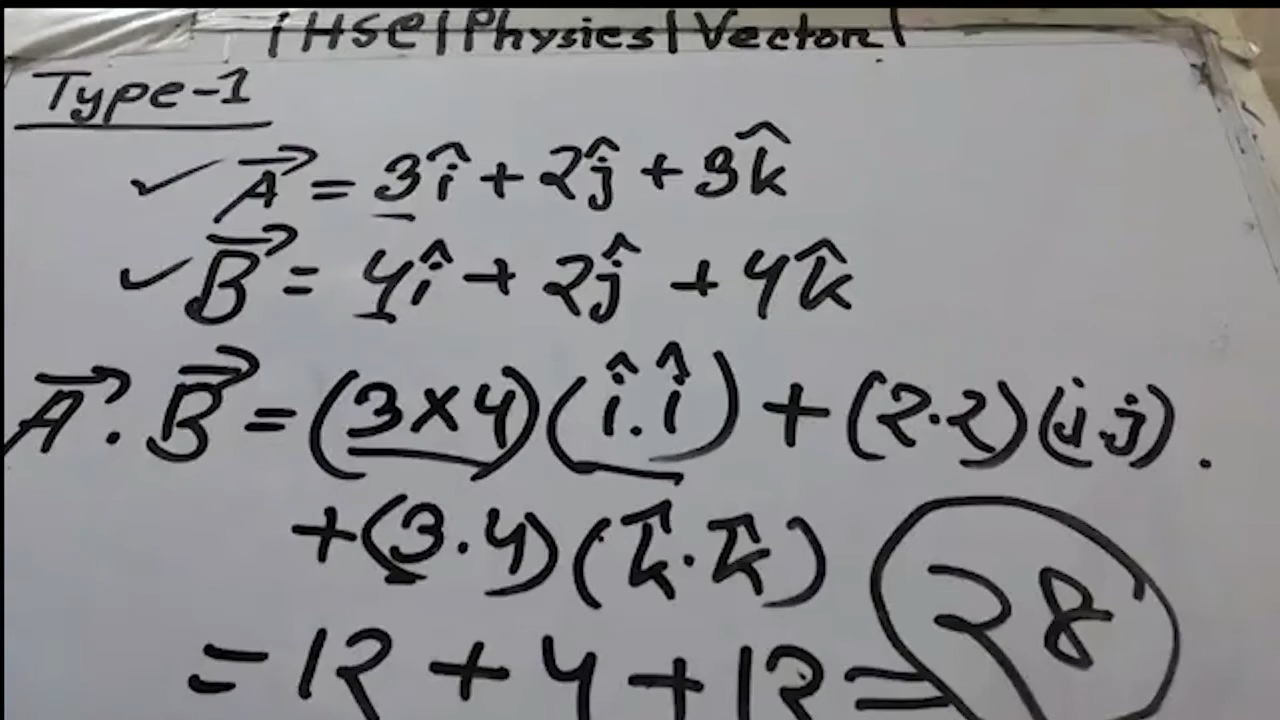 |HSC|Physics|Vector|
Type-1
✓ A⃗ = 3î + 2ĵ + 3k̂
✓ B⃗ = 4î + 2ĵ + 4k̂
A⃗ . B⃗ = (3×4)(î.î) + (2.2)(j.j).
+(3.4)(k̂.k̂)
= 12 + 4 + 12 = 28